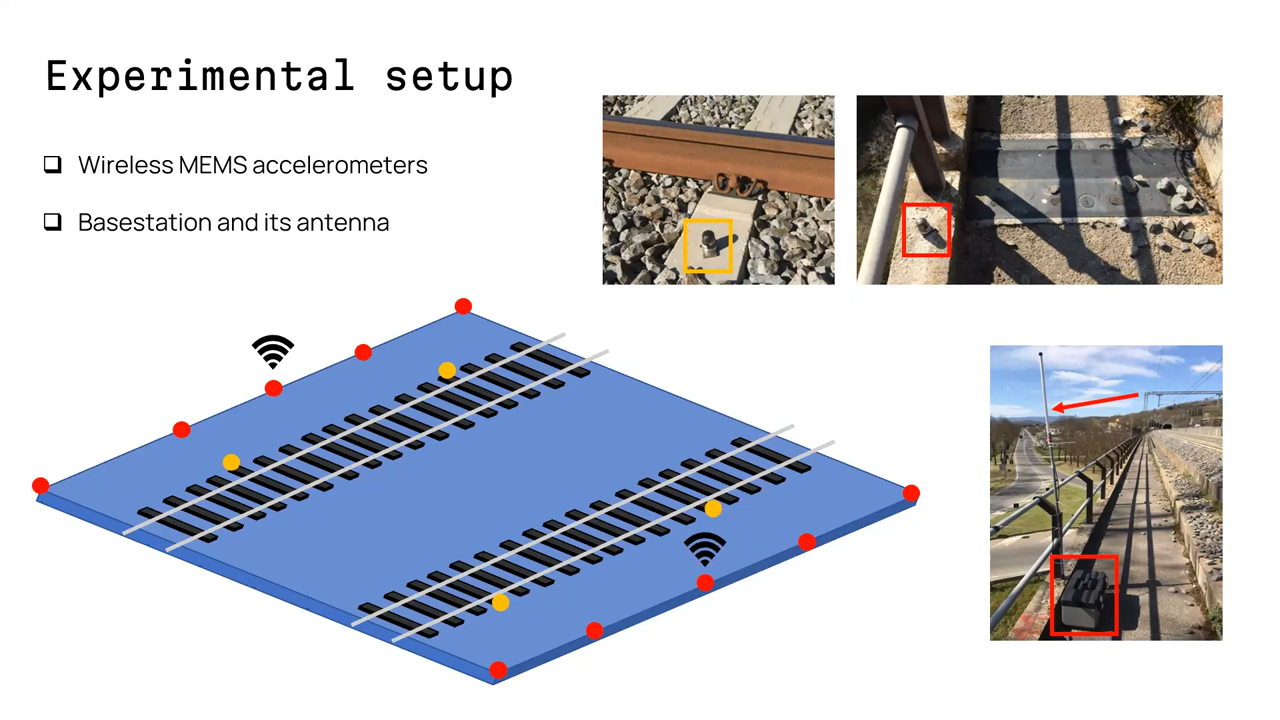 Experimental setup
Wireless MEMS accelerometers
Basestation and its antenna